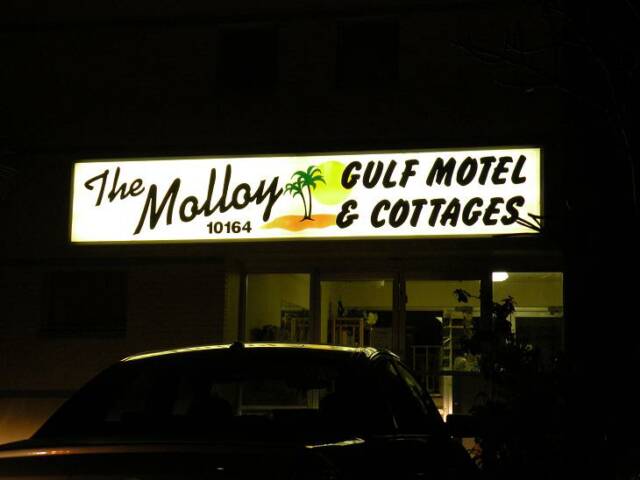 The Molloy
10164
GULF MOTEL
& COTTAGES